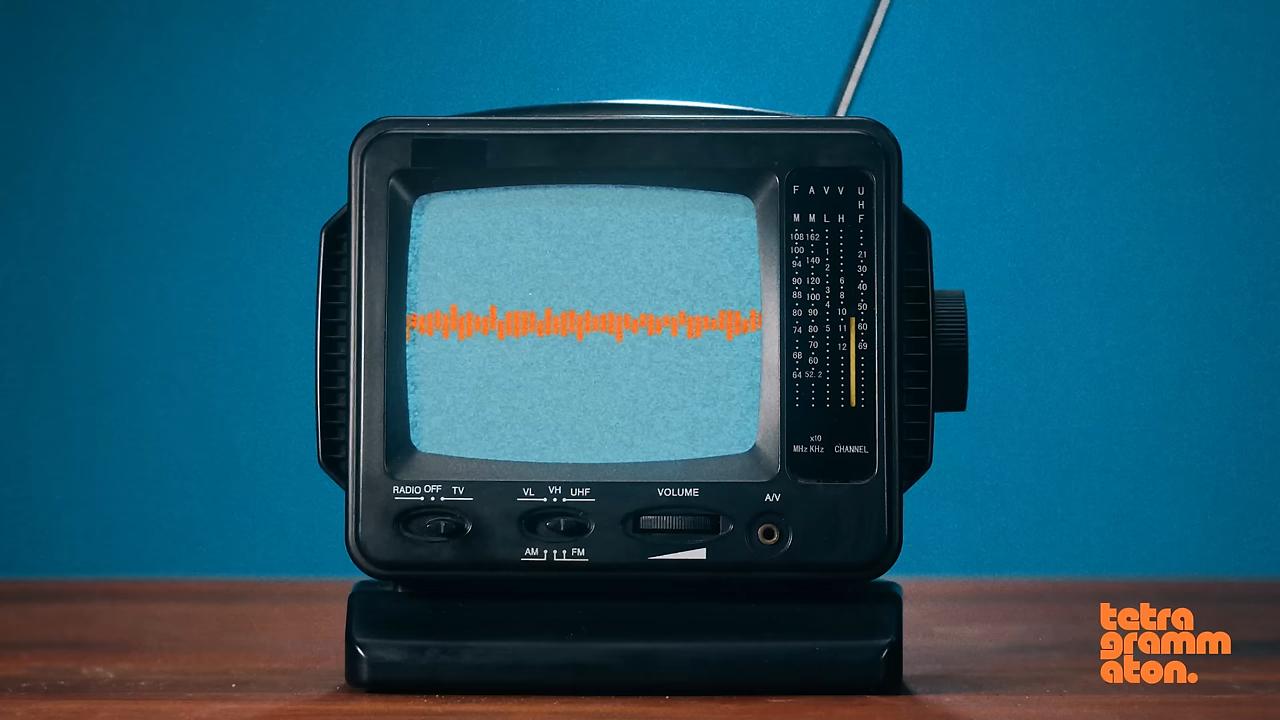 F A V V U
H
M M L H F
108 162
100 1 21
94 140 2 30
90 120 3 6 40
88 100 4 8 50
80 90 10
74 80 5 11 60
68 70 12 69
60
64 52.2
x10
MHz KHz CHANNEL
RADIO OFF TV
VL VH UHF
VOLUME
A/V
AM FM
tetra
gramm
aton.